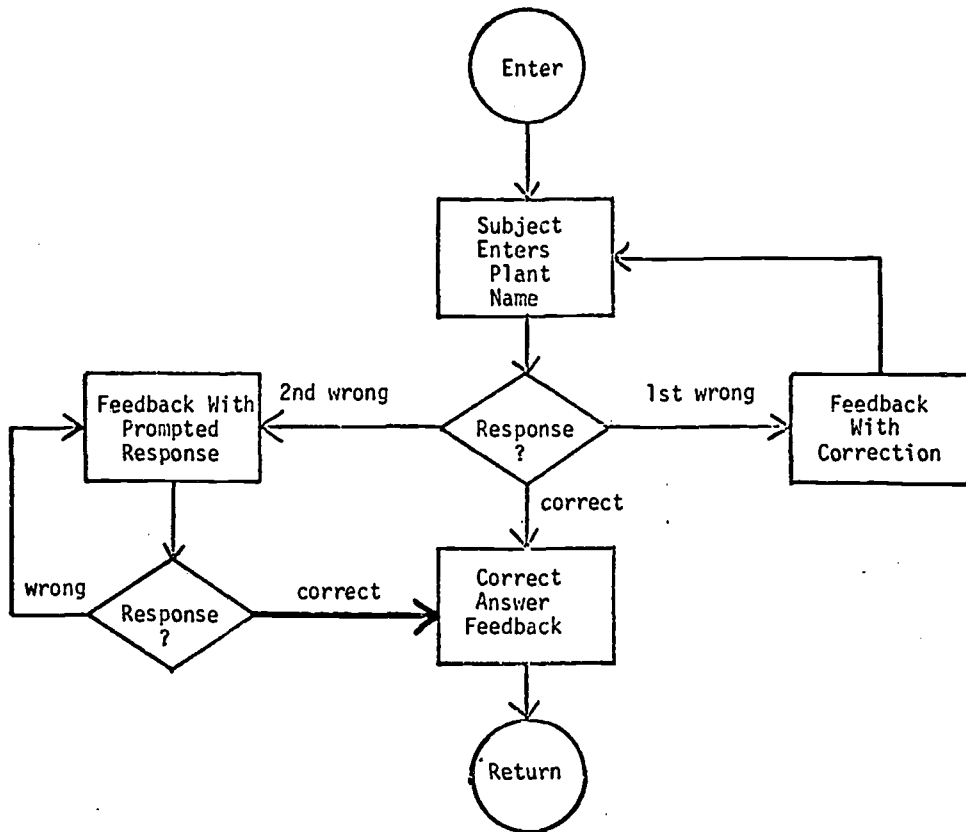 Enter
Subject
Enters
Plant
Name
2nd wrong
1st wrong
Feedback With
Prompted
Response
Response
?
Feedback
With
Correction
correct
wrong
Response
?
correct
Correct
Answer
Feedback
Return